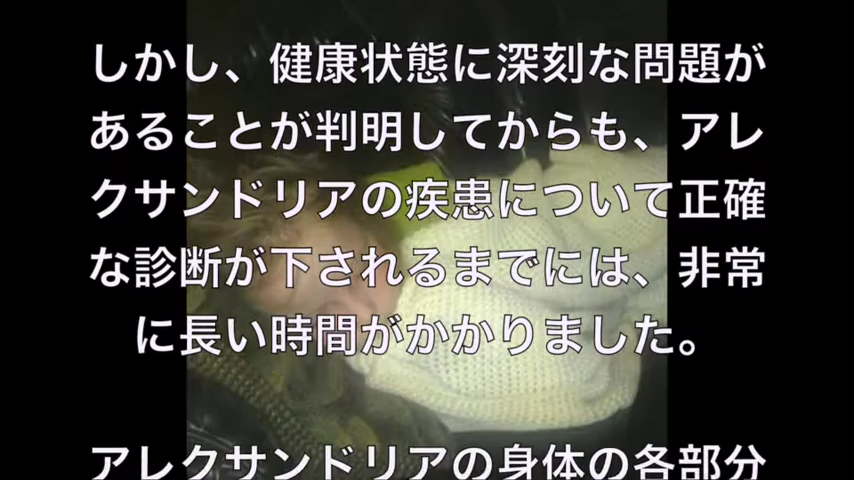 しかし、健康状態に深刻な問題が
あることが判明してからも、アレ
クサンドリアの疾患について正確
な診断が下されるまでには、非常
に長い時間がかかりました。
アレクサンドリアの身体の各部分